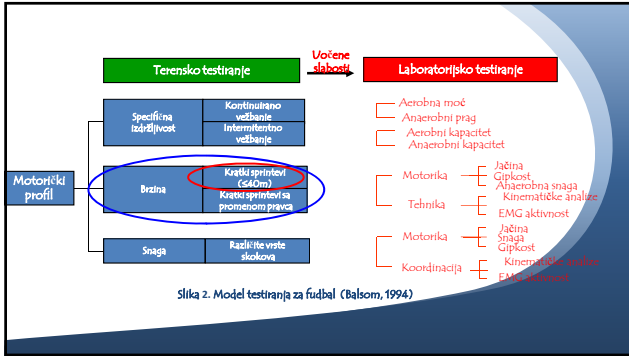 Uočene
slabosti
Terensko testiranje
Laboratorijsko testiranje
Motorički
profil
Specifična
izdržljivost
Kontinuirano
vežbanje
Intermitentno
vežbanje
Aerobna moć
Anaerobni prag
Aerobni kapacitet
Anaerobni kapacitet
Brzina
Kratki sprintevi
(≤40m)
Kratki sprintevi sa
promenom pravca
Motorika
Jačina
Gipkost
Anaerobna snaga
Tehnika
Kinematičke analize
EMG aktivnost
Snaga
Različite vrste
skokova
Motorika
Jačina
Snaga
Gipkost
Koordinacija
Kinematičke analize
EMG aktivnost
Slika 2. Model testiranja za fudbal (Balsom, 1994)